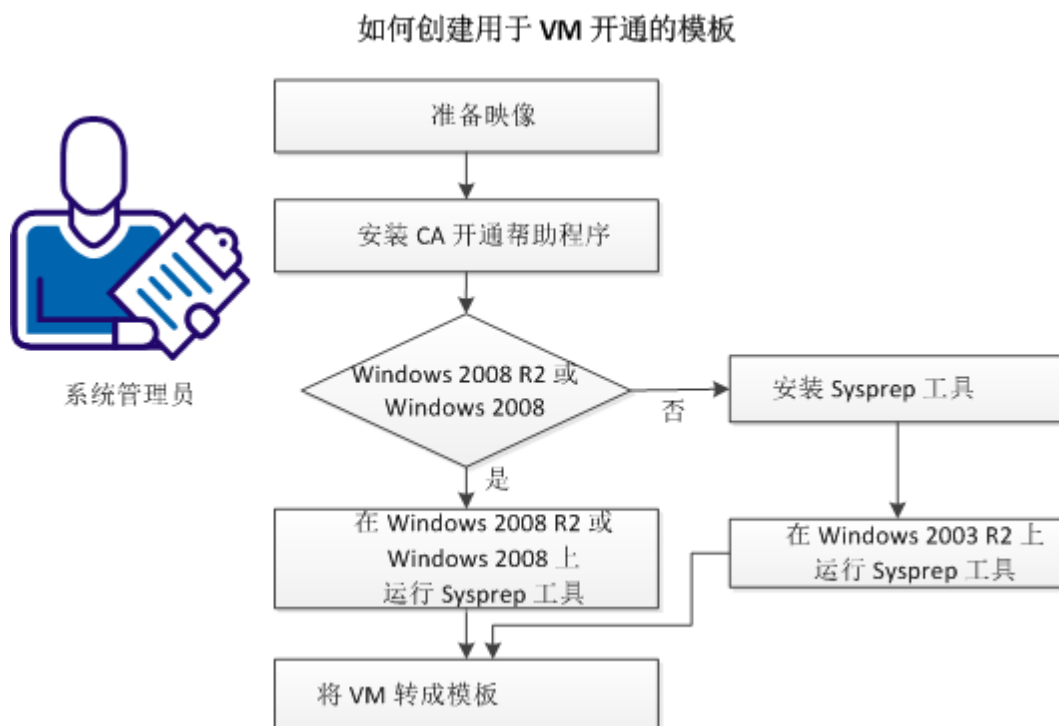 如何创建用于 VM 开通的模板
准备映像
安装 CA 开通帮助程序
系统管理员
Windows 2008 R2 或
Windows 2008
否
安装 Sysprep 工具
是
在 Windows 2008 R2 或
Windows 2008 上
运行 Sysprep 工具
在 Windows 2003 R2 上
运行 Sysprep 工具
将 VM 转成模板